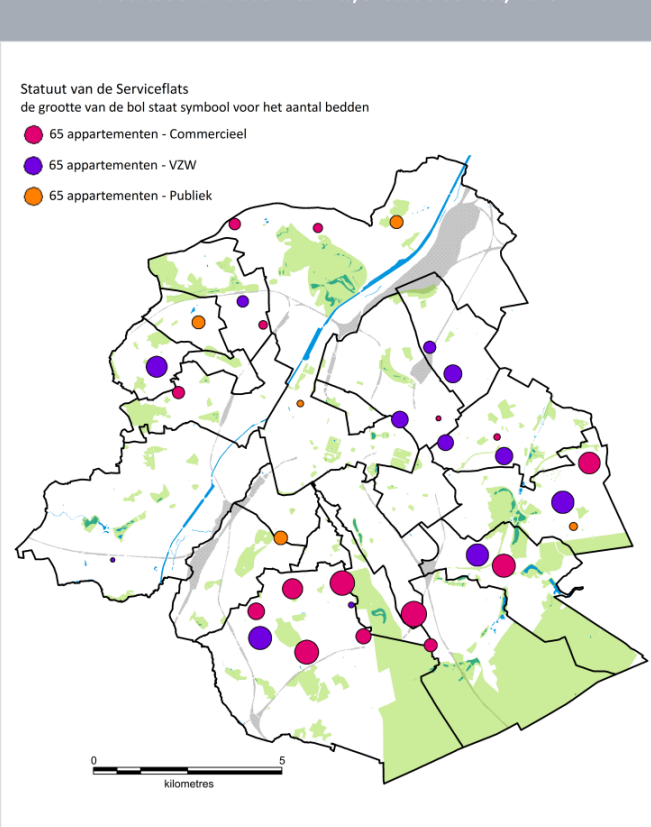 Statuut van de Serviceflats
de grootte van de bol staat symbool voor het aantal bedden
65 appartementen - Commercieel
65 appartementen - VZW
65 appartementen - Publiek
0 5
kilometres